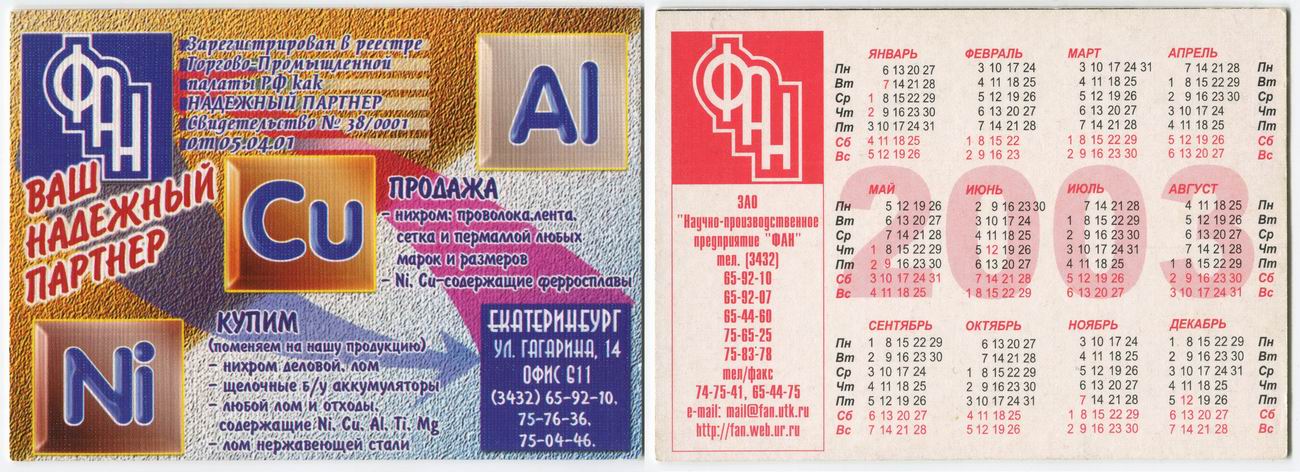 ФАН
Зарегистрирован в реестре
Торгово-Промышленной
палаты РФ kak
НАДЕЖНЫЙ ПАРТНЕР
Свидетельство № 38/0001
от 05.04.01
Al
ВАШ
НАДЕЖНЫЙ
ПАРТНЕР
Cu
ПРОДАЖА
- нихром: проволока,лента,
сетка и пермаллой любых
марок и размеров
- Ni, Cu-содержащие ферросплавы
Ni
КУПИМ
(поменяем на нашу продукцию)
- нихром деловой, лом
- щелочные б/у аккумуляторы
- любой лом и отходы,
содержащие Ni, Cu, Al, Ti, Mg
- лом нержавеющей стали
ЕКАТЕРИНБУРГ
УЛ. ГАГАРИНА, 14
ОФИС 611
(3432) 65-92-10,
75-76-36,
75-04-46.
ФАН
ЗАО
"Научно-производственное
предприятие "ФАН"
тел. (3432)
65-92-10
65-92-07
65-44-60
75-65-25
75-83-78
тел/факс
74-75-41, 65-44-75
e-mail: mail@fan.utk.ru
http://fan.web.ur.ru
2003
ЯНВАРЬ ФЕВРАЛЬ МАРТ АПРЕЛЬ
Пн 6 13 20 27 3 10 17 24 3 10 17 24 31 7 14 21 28 Пн
Вт 7 14 21 28 4 11 18 25 4 11 18 25 1 8 15 22 29 Вт
Ср 1 8 15 22 29 5 12 19 26 5 12 19 26 2 9 16 23 30 Ср
Чт 2 9 16 23 30 6 13 20 27 6 13 20 27 3 10 17 24 Чт
Пт 3 10 17 24 31 7 14 21 28 7 14 21 28 4 11 18 25 Пт
Сб 4 11 18 25 1 8 15 22 1 8 15 22 29 5 12 19 26 Сб
Вс 5 12 19 26 2 9 16 23 2 9 16 23 30 6 13 20 27 Вс
МАЙ ИЮНЬ ИЮЛЬ АВГУСТ
Пн 5 12 19 26 2 9 16 23 30 7 14 21 28 4 11 18 25 Пн
Вт 6 13 20 27 3 10 17 24 1 8 15 22 29 5 12 19 26 Вт
Ср 7 14 21 28 4 11 18 25 2 9 16 23 30 6 13 20 27 Ср
Чт 1 8 15 22 29 5 12 19 26 3 10 17 24 31 7 14 21 28 Чт
Пт 2 9 16 23 30 6 13 20 27 4 11 18 25 1 8 15 22 29 Пт
Сб 3 10 17 24 31 7 14 21 28 5 12 19 26 2 9 16 23 30 Сб
Вс 4 11 18 25 1 8 15 22 29 6 13 20 27 3 10 17 24 31 Вс
СЕНТЯБРЬ ОКТЯБРЬ НОЯБРЬ ДЕКАБРЬ
Пн 1 8 15 22 29 6 13 20 27 3 10 17 24 1 8 15 22 29 Пн
Вт 2 9 16 23 30 7 14 21 28 4 11 18 25 2 9 16 23 30 Вт
Ср 3 10 17 24 1 8 15 22 29 5 12 19 26 3 10 17 24 31 Ср
Чт 4 11 18 25 2 9 16 23 30 6 13 20 27 4 11 18 25 Чт
Пт 5 12 19 26 3 10 17 24 31 7 14 21 28 5 12 19 26 Пт
Сб 6 13 20 27 4 11 18 25 1 8 15 22 29 6 13 20 27 Сб
Вс 7 14 21 28 5 12 19 26 2 9 16 23 30 7 14 21 28 Вс